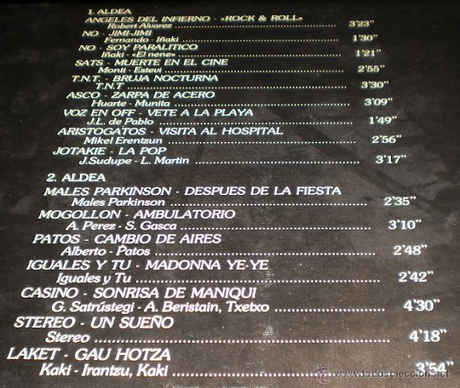 1. ALDEA
ANGELES DEL INFIERNO - «ROCK & ROLL»
Robert Alvarez 3'23"
NO - JIMI-JIMI
Fernando - Iñaki 1'30"
NO - SOY PARALITICO
Iñaki - «El nene» 1'21"
SATS - MUERTE EN EL CINE
Monti - Estevi 2'55"
T.N.T. - BRUJA NOCTURNA
T.N.T 3'30"
ASCO - ZARPA DE ACERO
Huarte - Munita 3'09"
VOZ EN OFF - VETE A LA PLAYA
J.L. de Pablo 1'49"
ARISTOGATOS - VISITA AL HOSPITAL
Mikel Erentzun 2'56"
JOTAKIE - LA POP
J.Sudupe - L. Martin 3'17"
2. ALDEA
MALES PARKINSON - DESPUES DE LA FIESTA
Males Parkinson 2'35"
MOGOLLON - AMBULATORIO
A. Perez - S. Gasca 3'10"
PATOS - CAMBIO DE AIRES
Alberto - Patos 2'48"
IGUALES Y TU - MADONNA YE-YE
Iguales y Tu 2'42"
CASINO - SONRISA DE MANIQUI
G. Satrústegi - A. Beristain, Txetxo 4'30"
STEREO - UN SUEÑO
Stereo 4'18"
LAKET - GAU HOTZA
Kaki - Irantzu, Kaki 3'54"
todocoleccion.net